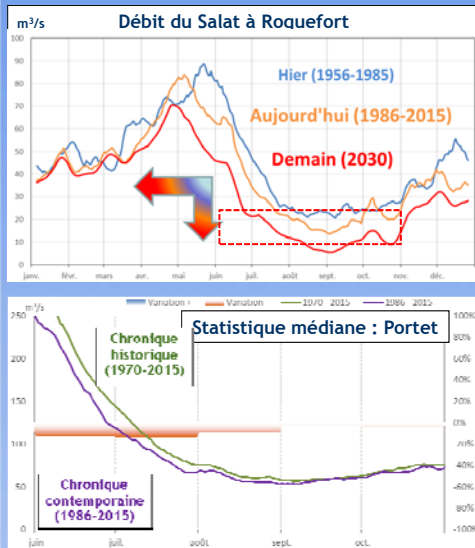 m³/s Débit du Salat à Roquefort
100
90
80
70
60
50
40
30
20
10
0
Hier (1956-1985)
Aujourd'hui (1986-2015)
Demain (2030)
janv. févr. mars avr. mai juin juil. août sept. oct. nov. déc.
m³/s Variation + Variation 1970-2015 1986-2015
Statistique médiane : Portet
250
200
150
100
50
0
Chronique
historique
(1970-2015)
Chronique
contemporaine
(1986-2015)
100%
80%
60%
40%
20%
0%
-20%
-40%
-60%
-80%
-100%
juin juil. août sept. oct.